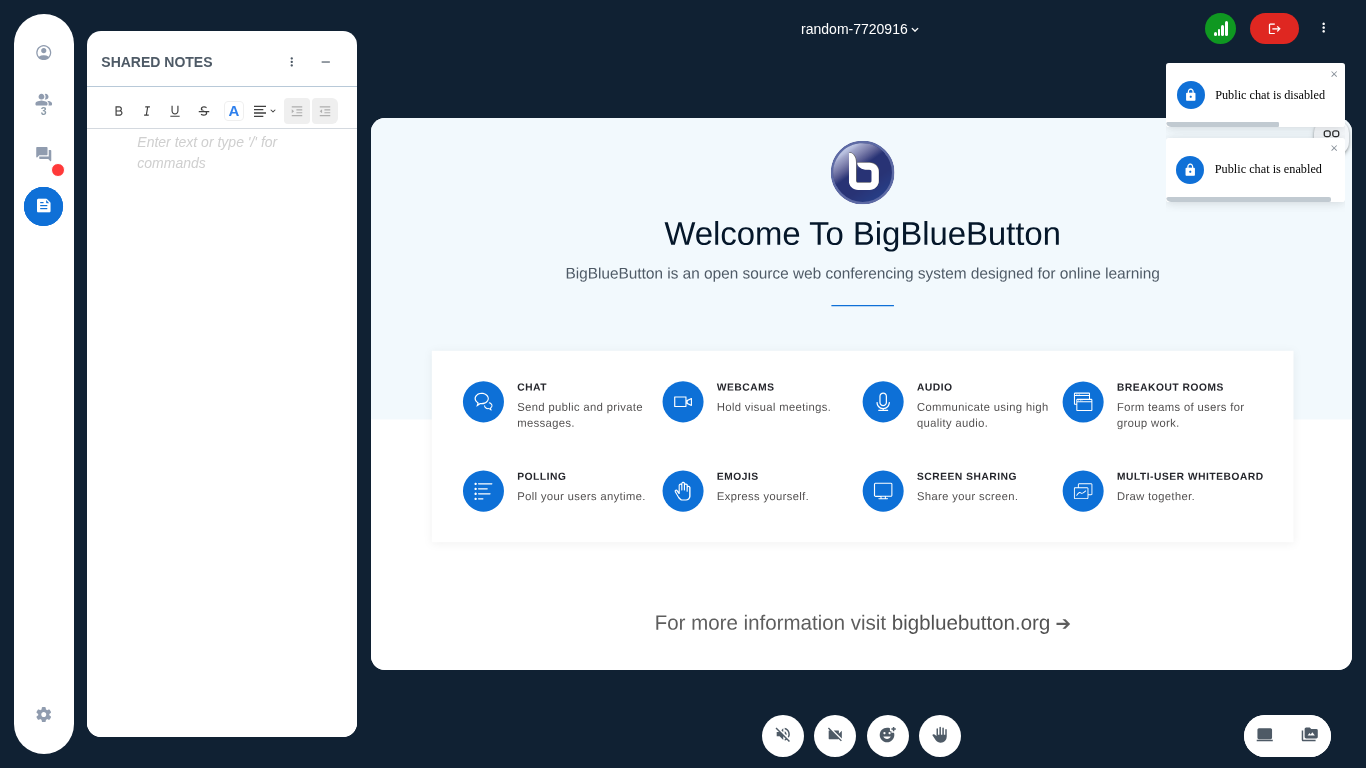 random-7720916
SHARED NOTES
3
B I U S A
Enter text or type '/' for
commands
Public chat is disabled
Public chat is enabled
Welcome To BigBlueButton
BigBlueButton is an open source web conferencing system designed for online learning
CHAT
Send public and private
messages.
WEBCAMS
Hold visual meetings.
AUDIO
Communicate using high
quality audio.
BREAKOUT ROOMS
Form teams of users for
group work.
POLLING
Poll your users anytime.
EMOJIS
Express yourself.
SCREEN SHARING
Share your screen.
MULTI-USER WHITEBOARD
Draw together.
For more information visit bigbluebutton.org ➔